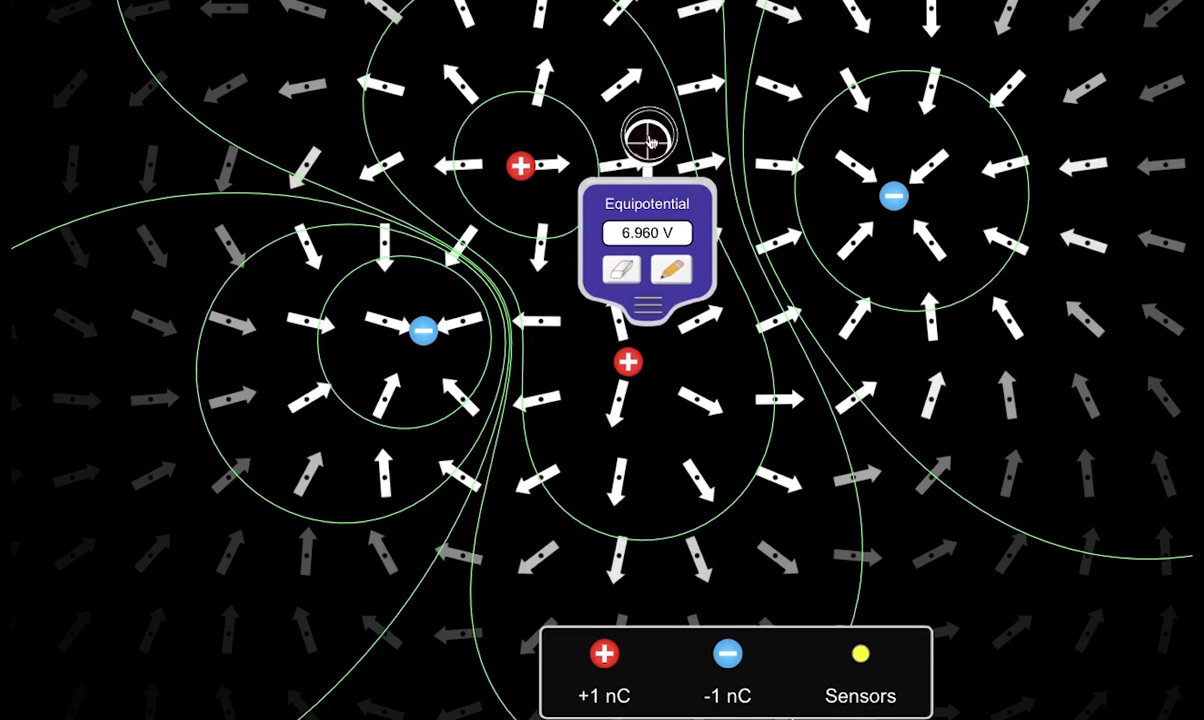 Equipotential
6.960 V
+1 nC
-1 nC
Sensors